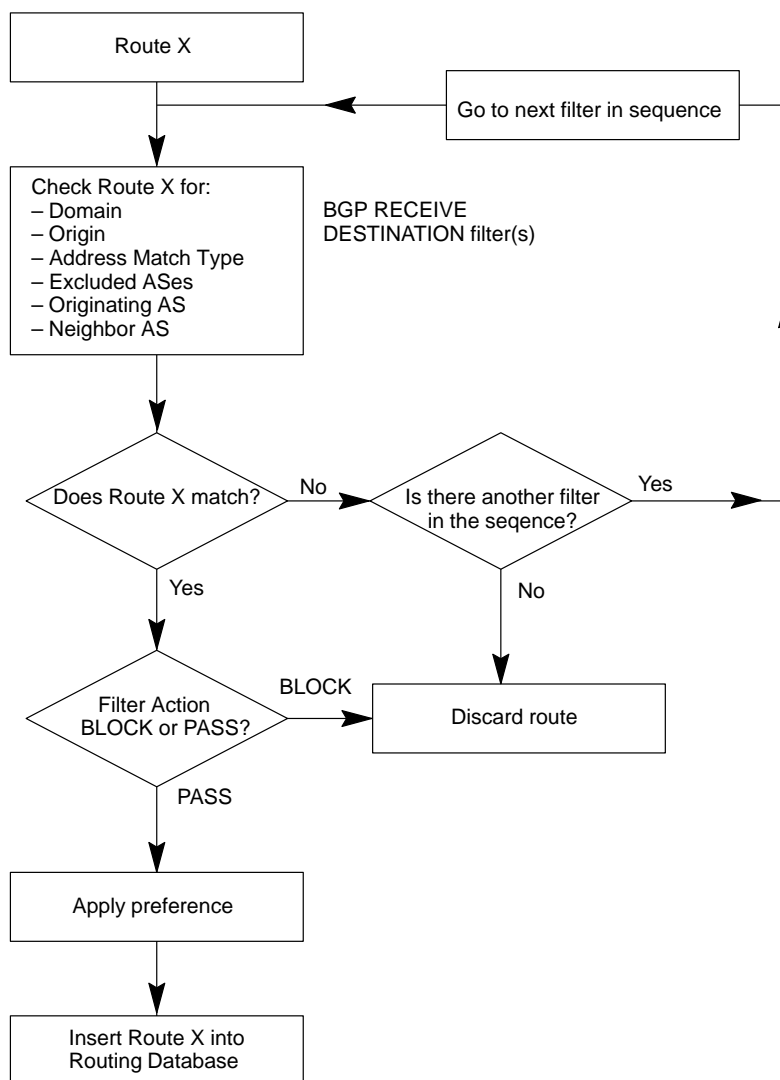 Route X
Go to next filter in sequence
Check Route X for:
– Domain
– Origin
– Address Match Type
– Excluded ASes
– Originating AS
– Neighbor AS
BGP RECEIVE
DESTINATION filter(s)
Does Route X match?
No
Is there another filter
in the seqence?
Yes
Yes
No
Filter Action
BLOCK or PASS?
BLOCK
Discard route
PASS
Apply preference
Insert Route X into
Routing Database